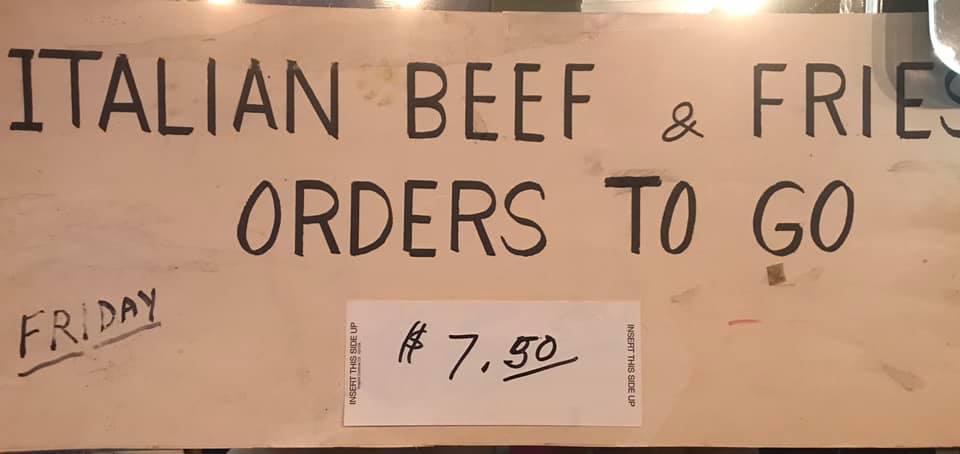 ITALIAN BEEF & FRIES
ORDERS TO GO
FRIDAY
INSERT THIS SIDE UP
$ 7.50
INSERT THIS SIDE UP